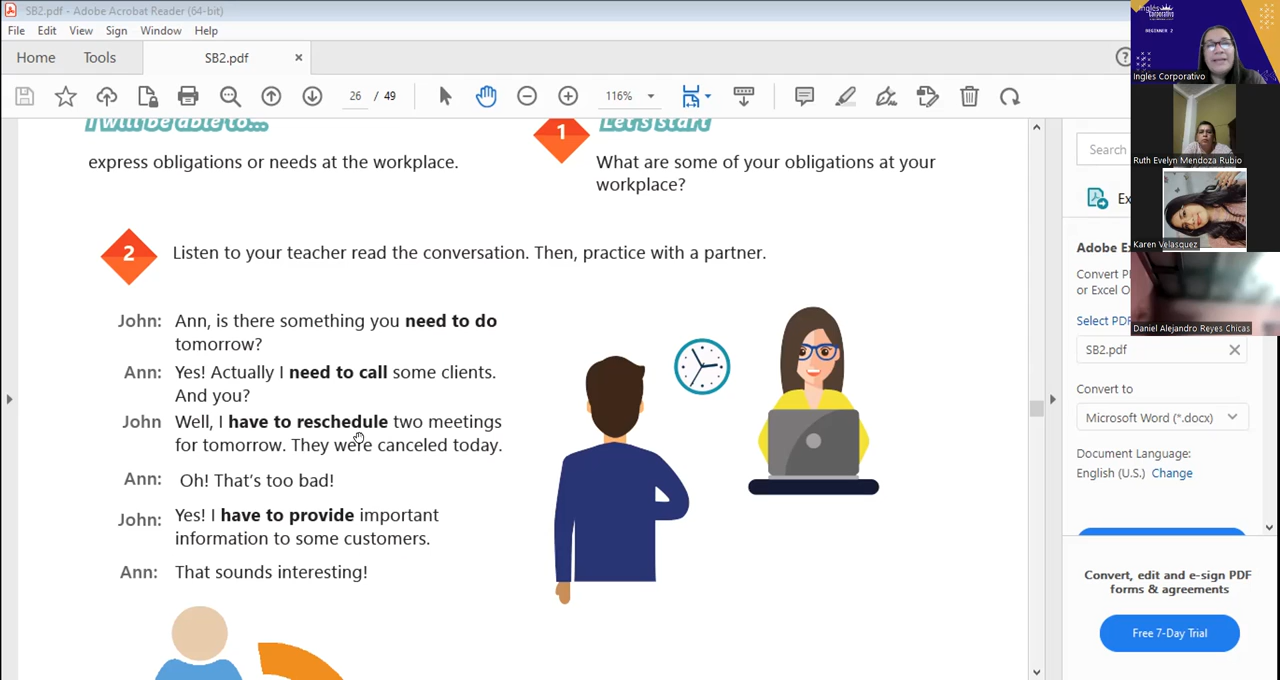 SB2.pdf - Adobe Acrobat Reader (64-bit)
File Edit View Sign Window Help
Home Tools SB2.pdf ×
26 / 49 116%
I will be able to...
express obligations or needs at the workplace.
1 Let's start
What are some of your obligations at your
workplace?
2 Listen to your teacher read the conversation. Then, practice with a partner.
John: Ann, is there something you need to do
tomorrow?
Ann: Yes! Actually I need to call some clients.
And you?
John Well, I have to reschedule two meetings
for tomorrow. They were canceled today.
Ann: Oh! That's too bad!
John: Yes! I have to provide important
information to some customers.
Ann: That sounds interesting!
Search
Ex
Adobe Ex
Convert P
or Excel O
Select PDF
SB2.pdf
Convert to
Microsoft Word (*.docx)
Document Language:
English (U.S.) Change
Convert, edit and e-sign PDF
forms & agreements
Free 7-Day Trial
Inglés
Corporativo
BEGINNER 2
Ingles Corporativo
Ruth Evelyn Mendoza Rubio
Karen Velasquez
Daniel Alejandro Reyes Chicas